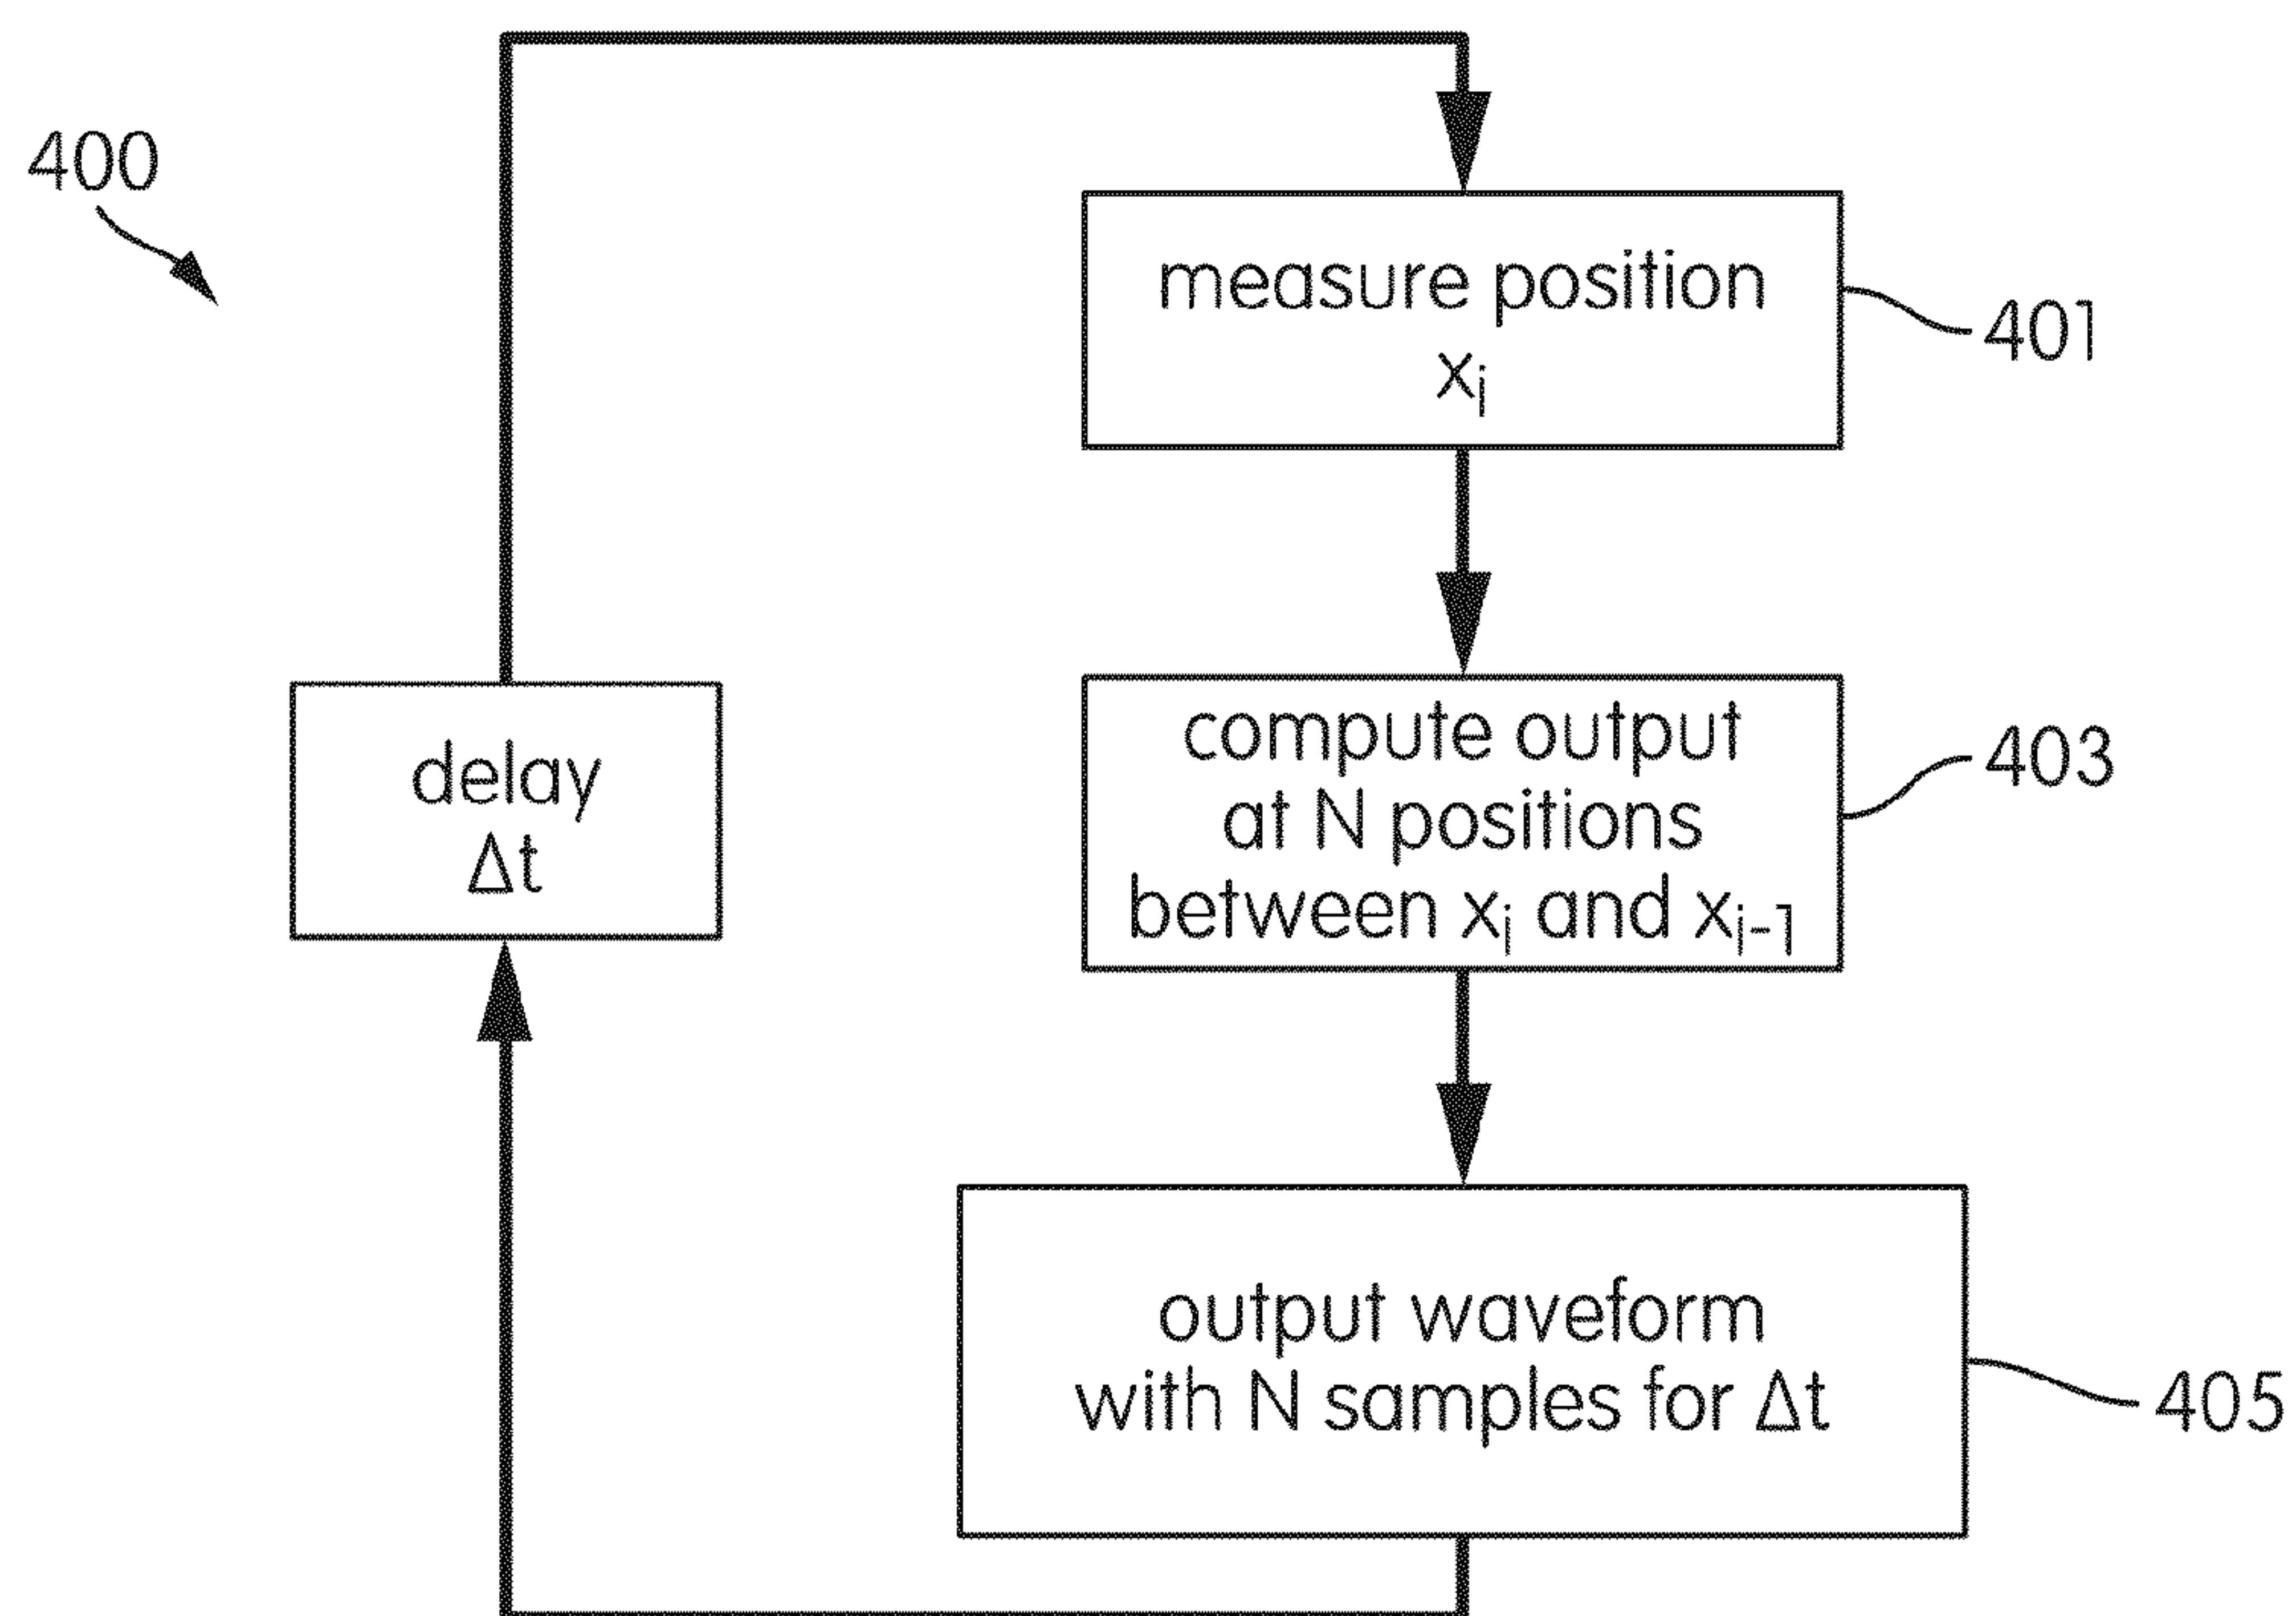 400
measure position
xᵢ
401
compute output
at N positions
between xᵢ and xᵢ₋₁
403
delay
Δt
output waveform
with N samples for Δt
405